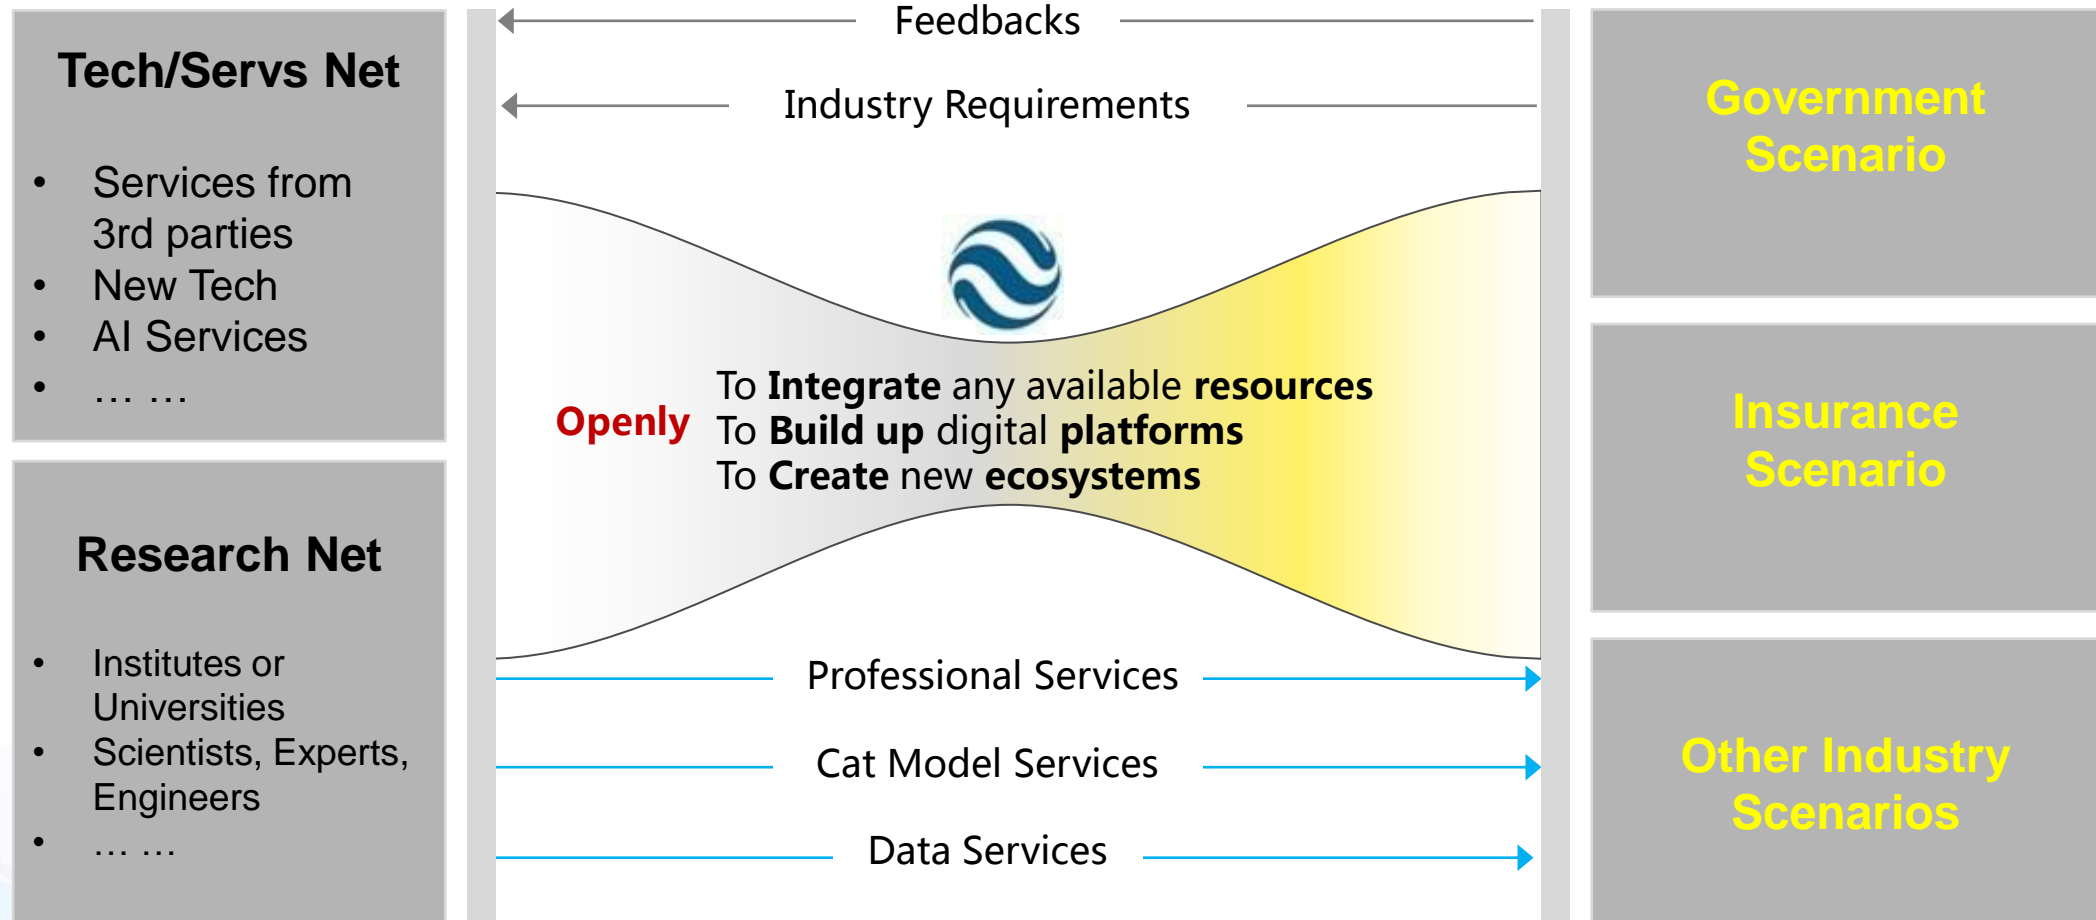 Tech/Servs Net
• Services from
3rd parties
• New Tech
• AI Services
• … …
Research Net
• Institutes or
Universities
• Scientists, Experts,
Engineers
• … …
Feedbacks
Industry Requirements
Openly
To Integrate any available resources
To Build up digital platforms
To Create new ecosystems
Professional Services
Cat Model Services
Data Services
Government
Scenario
Insurance
Scenario
Other Industry
Scenarios